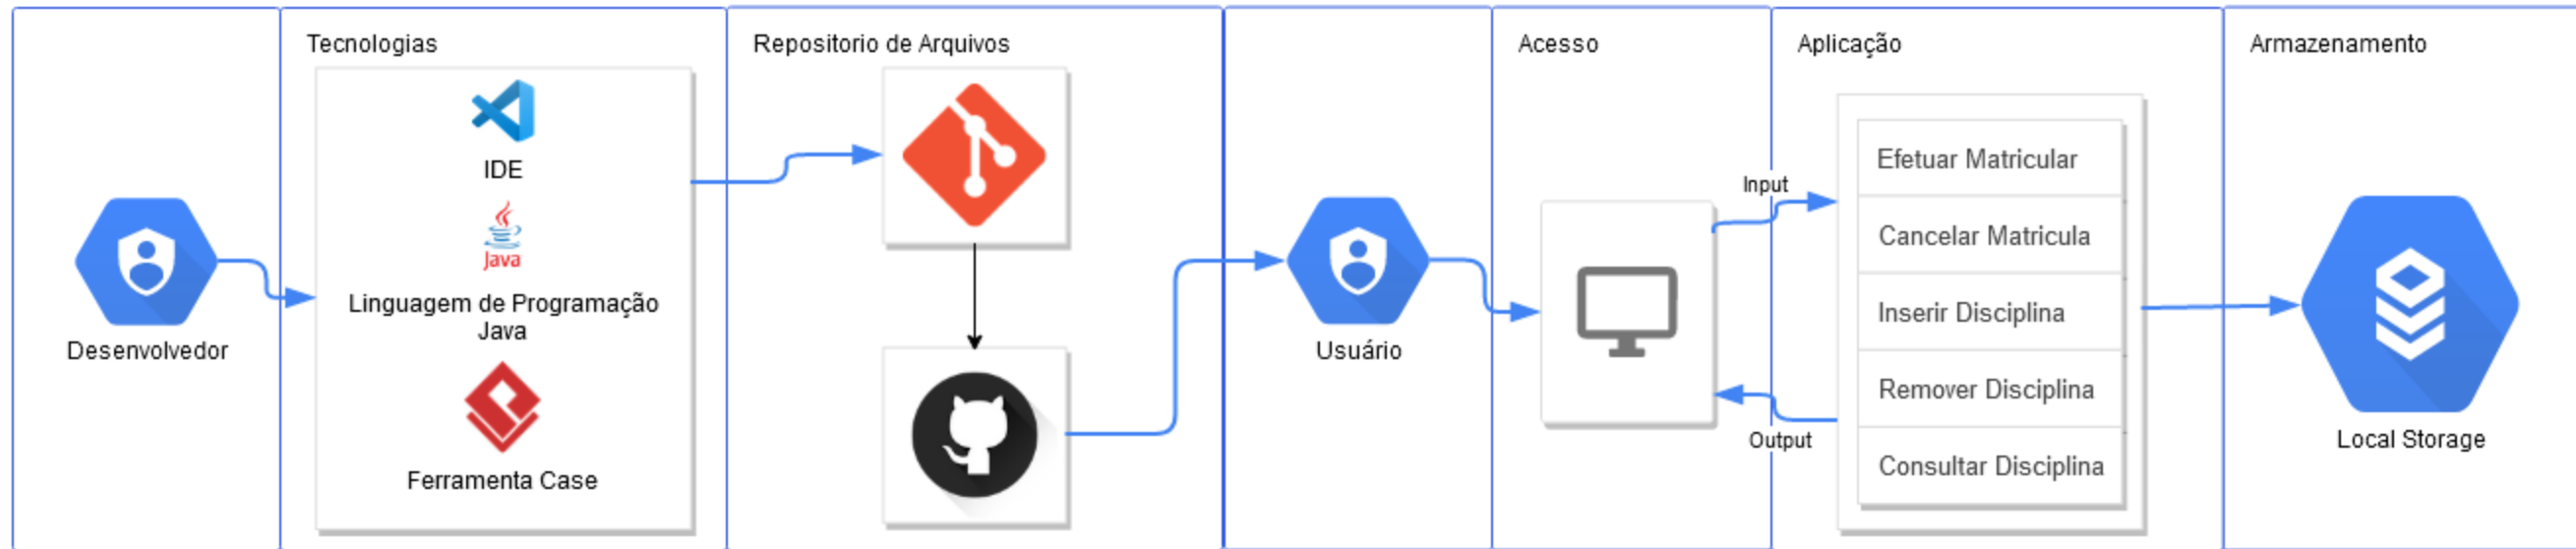 Desenvolvedor
Tecnologias
IDE
Java
Linguagem de Programação
Java
Ferramenta Case
Repositorio de Arquivos
Usuário
Acesso
Input
Output
Aplicação
Efetuar Matricular
Cancelar Matricula
Inserir Disciplina
Remover Disciplina
Consultar Disciplina
Armazenamento
Local Storage